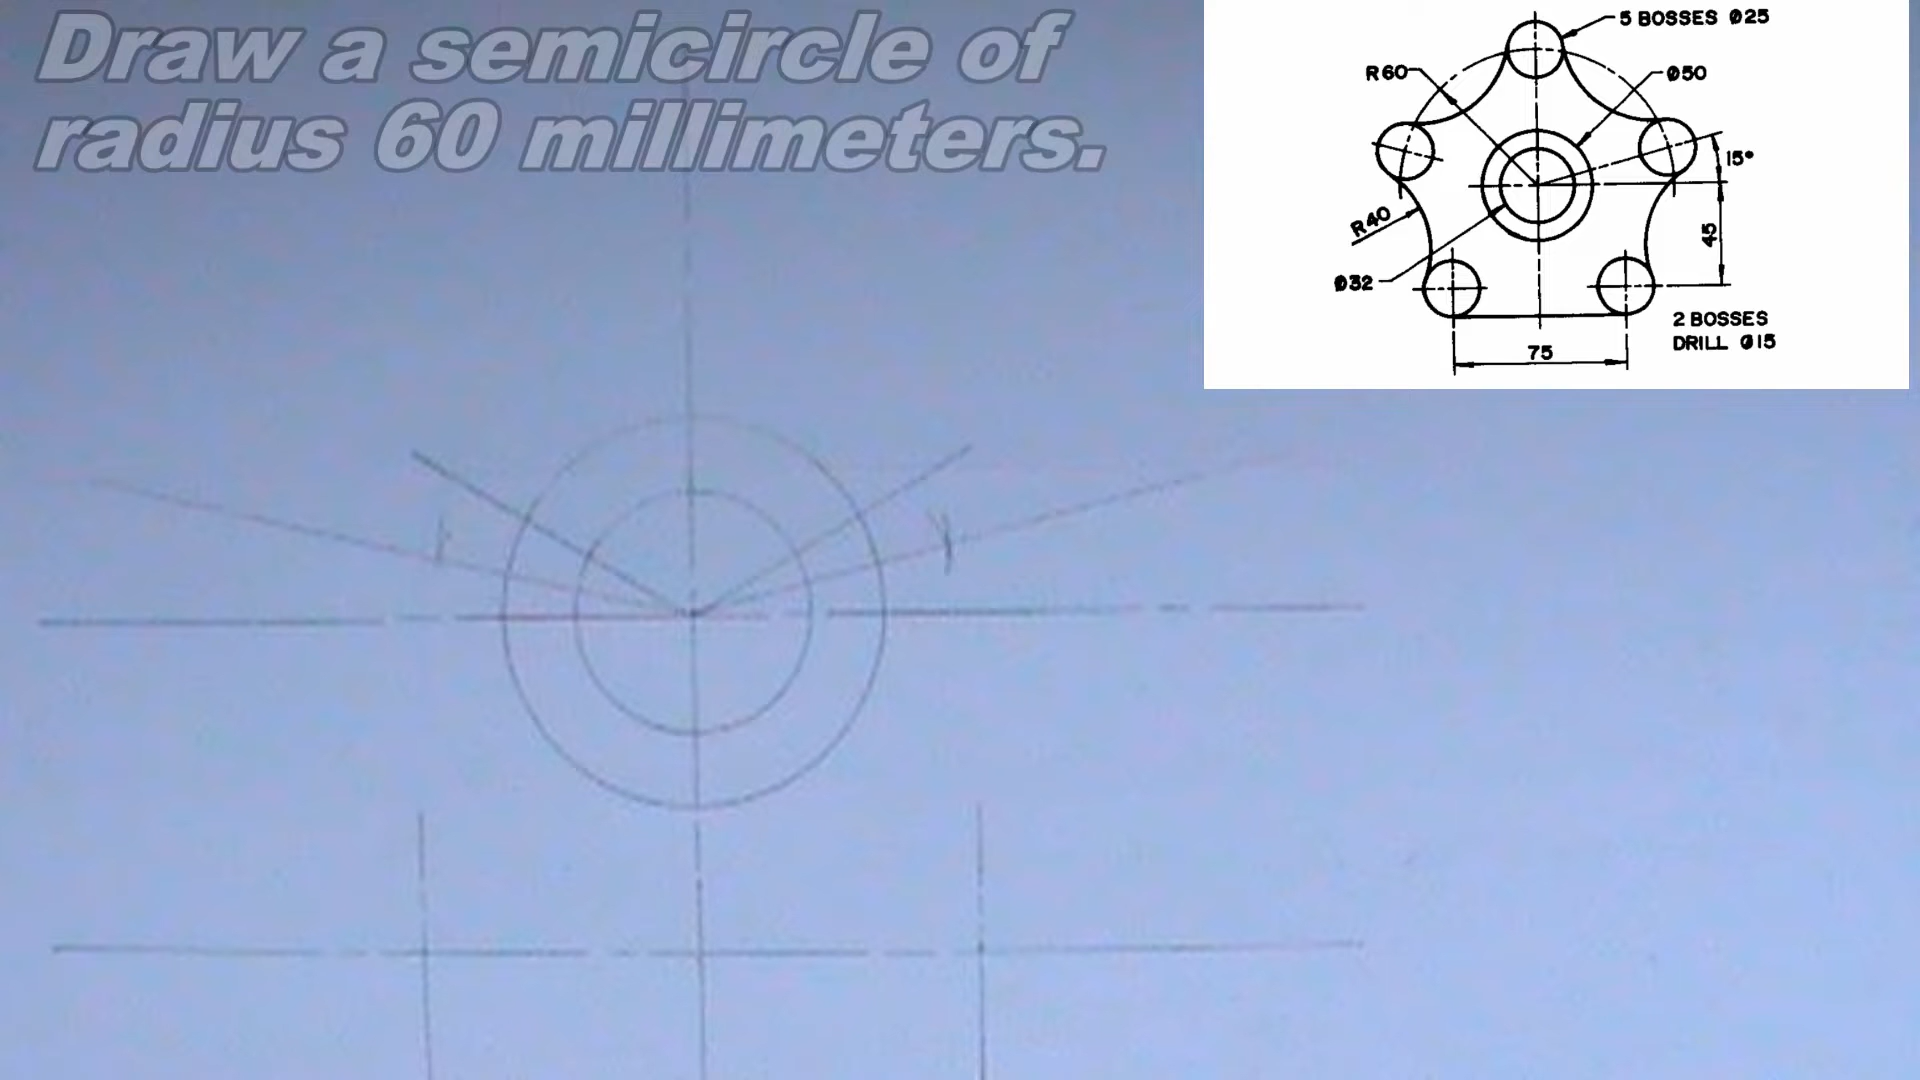 Draw a semicircle of
radius 60 millimeters.
5 BOSSES Ø25
R60
Ø50
15°
R40
45
Ø32
2 BOSSES
DRILL Ø15
75